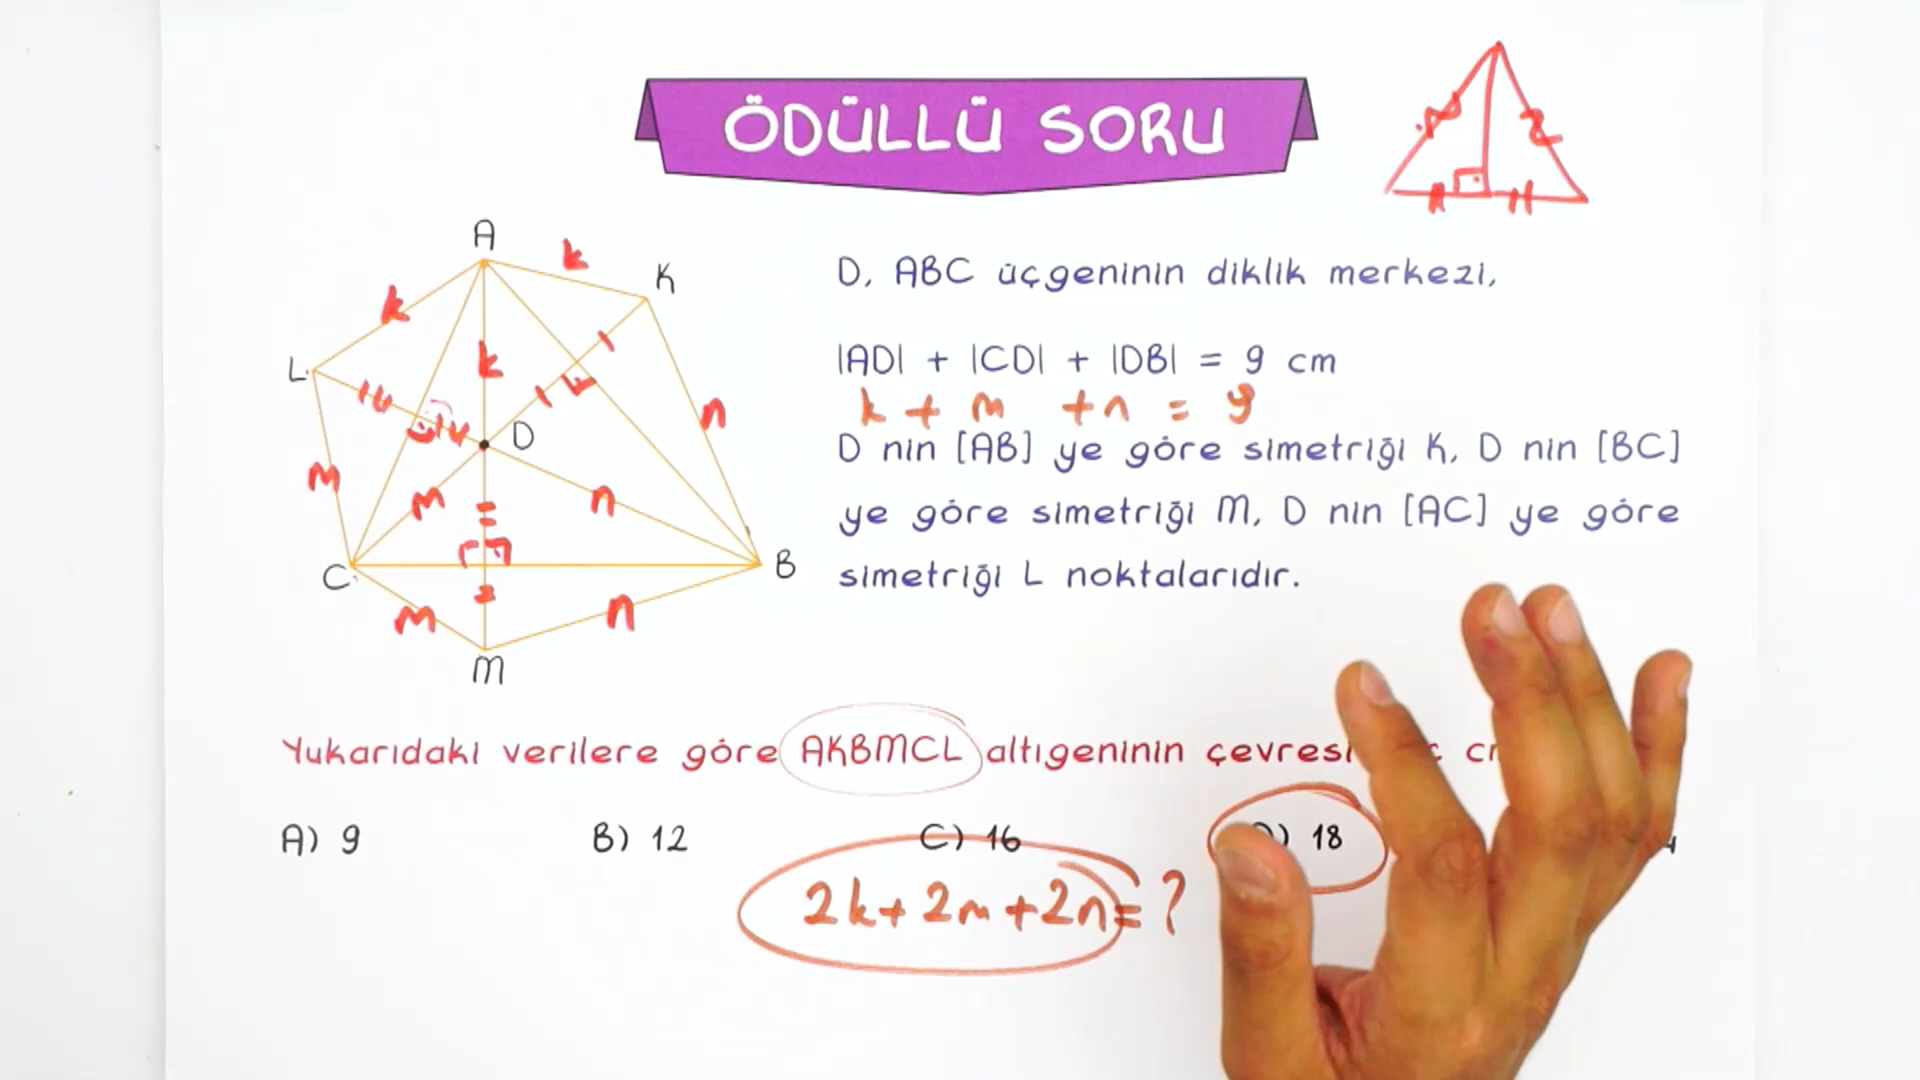 ÖDÜLLÜ SORU
A
k
K
k
k
L
D
n
m
m
n
C
B
m
n
M
D, ABC üçgeninin diklik merkezi,
|AD| + |CD| + |DB| = 9 cm
k + m + n = 9
D nin [AB] ye göre simetriği K, D nin [BC]
ye göre simetriği M, D nin [AC] ye göre
simetriği L noktalarıdır.
Yukarıdaki verilere göre AKBMCL altıgeninin çevresi
A) 9 B) 12 C) 16 D) 18
2k+2m+2n=?